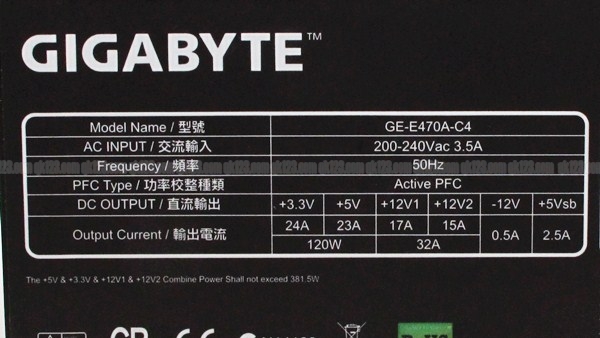 GIGABYTE™
Model Name / 型號 GE-E470A-C4
AC INPUT / 交流輸入 200-240Vac 3.5A
Frequency / 頻率 50Hz
PFC Type / 功率校整種類 Active PFC
DC OUTPUT / 直流輸出 +3.3V +5V +12V1 +12V2 -12V +5Vsb
Output Current / 輸出電流 24A 23A 17A 15A 0.5A 2.5A
120W 32A
The +5V & +3.3V & +12V1 & +12V2 Combine Power Shall not exceed 381.5W